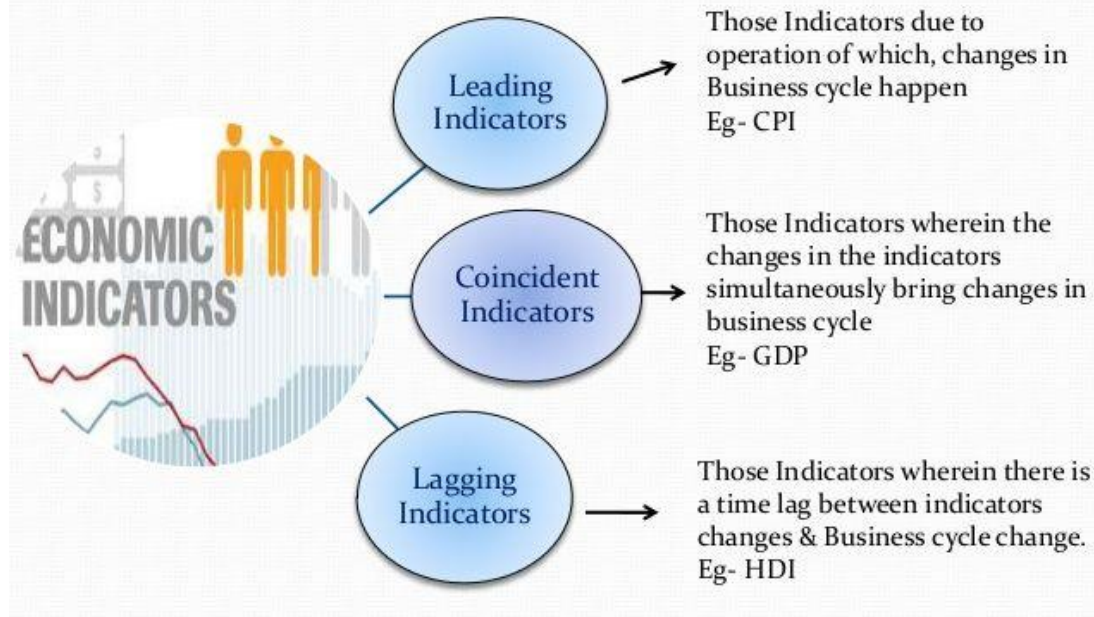 ECONOMIC
INDICATORS
$
Leading
Indicators
Those Indicators due to
operation of which, changes in
Business cycle happen
Eg- CPI
Coincident
Indicators
Those Indicators wherein the
changes in the indicators
simultaneously bring changes in
business cycle
Eg- GDP
Lagging
Indicators
Those Indicators wherein there is
a time lag between indicators
changes & Business cycle change.
Eg- HDI